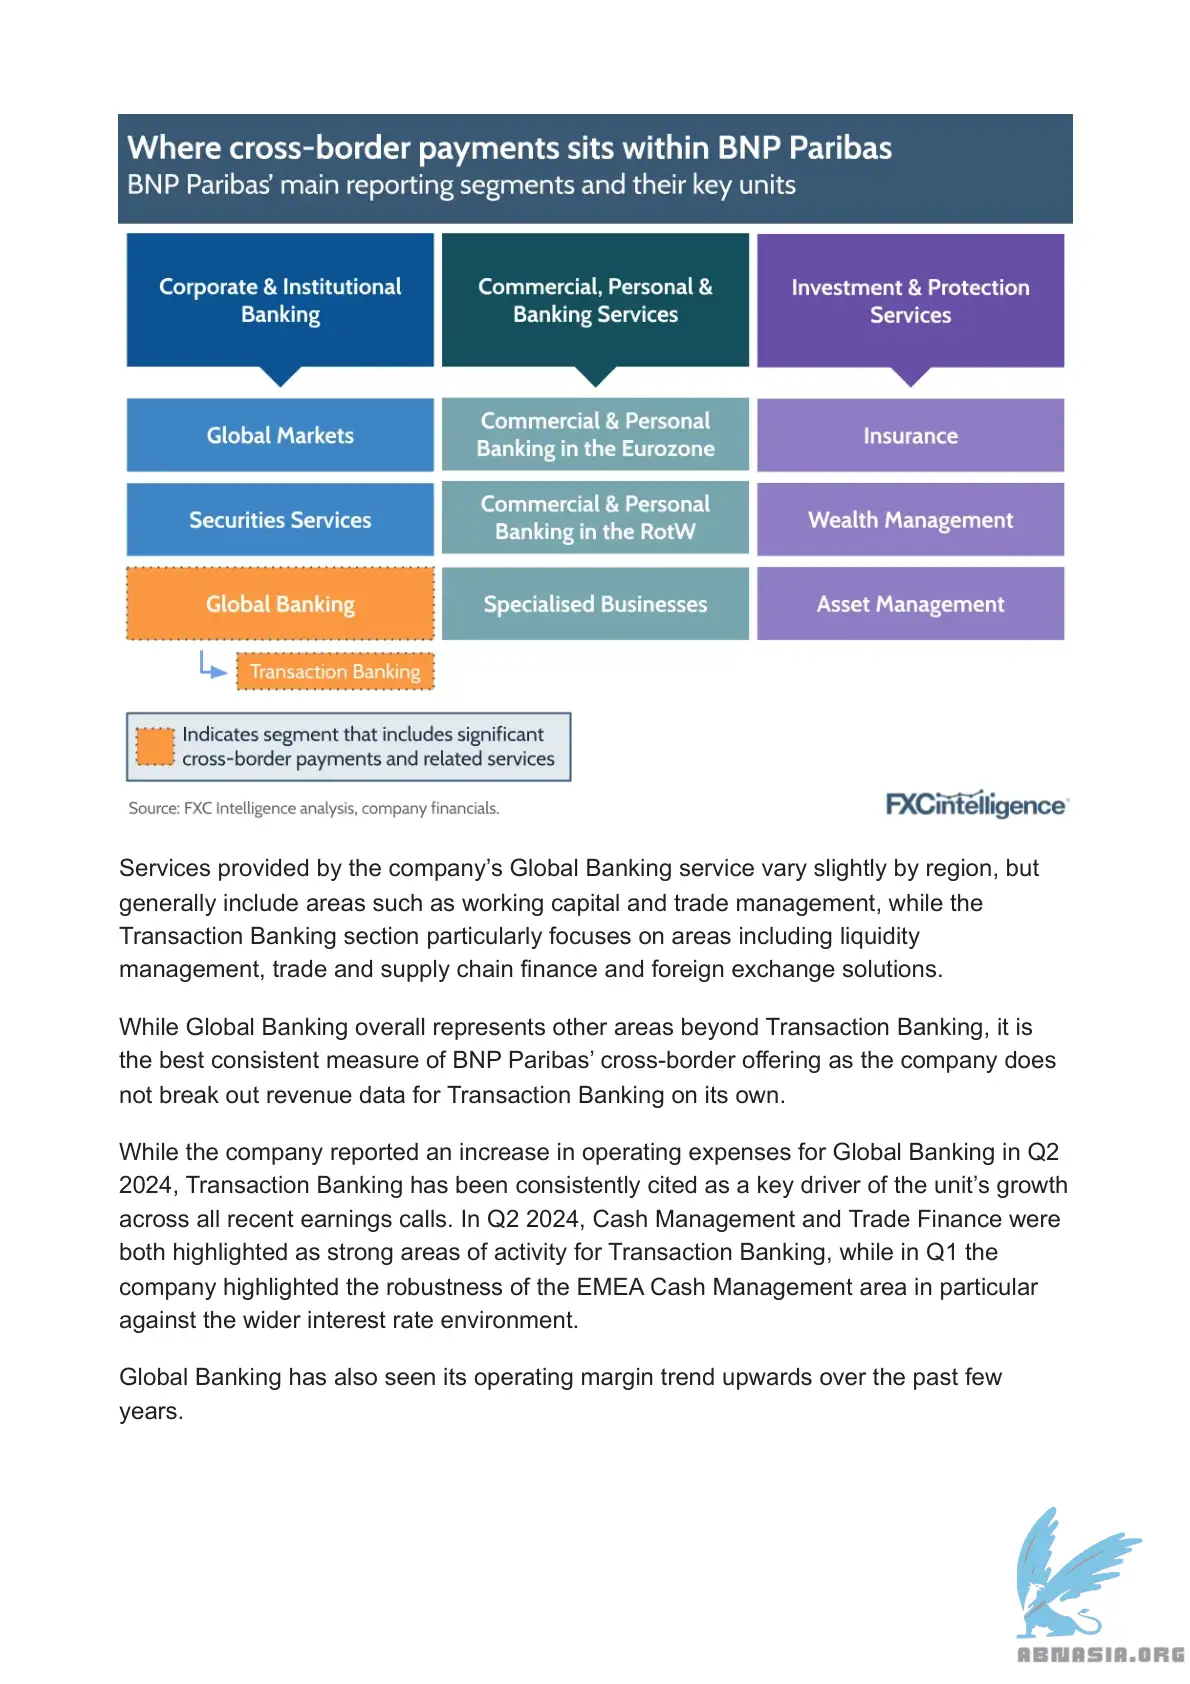 Where cross-border payments sits within BNP Paribas
BNP Paribas’ main reporting segments and their key units
Corporate & Institutional
Banking
Commercial, Personal &
Banking Services
Investment & Protection
Services
Global Markets
Commercial & Personal
Banking in the Eurozone
Insurance
Securities Services
Commercial & Personal
Banking in the RotW
Wealth Management
Global Banking
Specialised Businesses
Asset Management
Transaction Banking
Indicates segment that includes significant
cross-border payments and related services
Source: FXC Intelligence analysis, company financials.
FXCintelligence™
Services provided by the company’s Global Banking service vary slightly by region, but
generally include areas such as working capital and trade management, while the
Transaction Banking section particularly focuses on areas including liquidity
management, trade and supply chain finance and foreign exchange solutions.
While Global Banking overall represents other areas beyond Transaction Banking, it is
the best consistent measure of BNP Paribas’ cross-border offering as the company does
not break out revenue data for Transaction Banking on its own.
While the company reported an increase in operating expenses for Global Banking in Q2
2024, Transaction Banking has been consistently cited as a key driver of the unit’s growth
across all recent earnings calls. In Q2 2024, Cash Management and Trade Finance were
both highlighted as strong areas of activity for Transaction Banking, while in Q1 the
company highlighted the robustness of the EMEA Cash Management area in particular
against the wider interest rate environment.
Global Banking has also seen its operating margin trend upwards over the past few
years.
ABNASIA.ORG